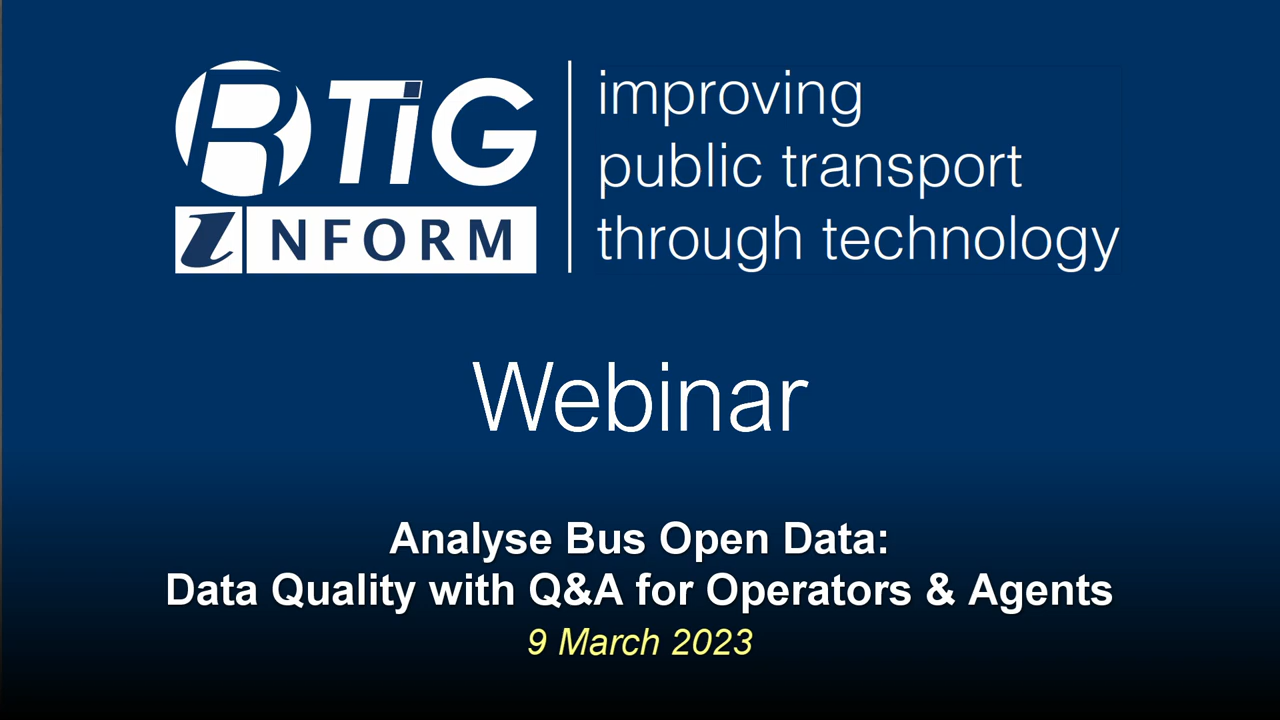 RTiG
iNFORM
improving
public transport
through technology
Webinar
Analyse Bus Open Data:
Data Quality with Q&A for Operators & Agents
9 March 2023